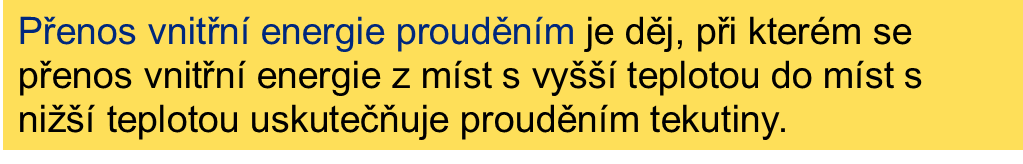 Přenos vnitřní energie prouděním je děj, při kterém se
přenos vnitřní energie z míst s vyšší teplotou do míst s
nižší teplotou uskutečňuje prouděním tekutiny.